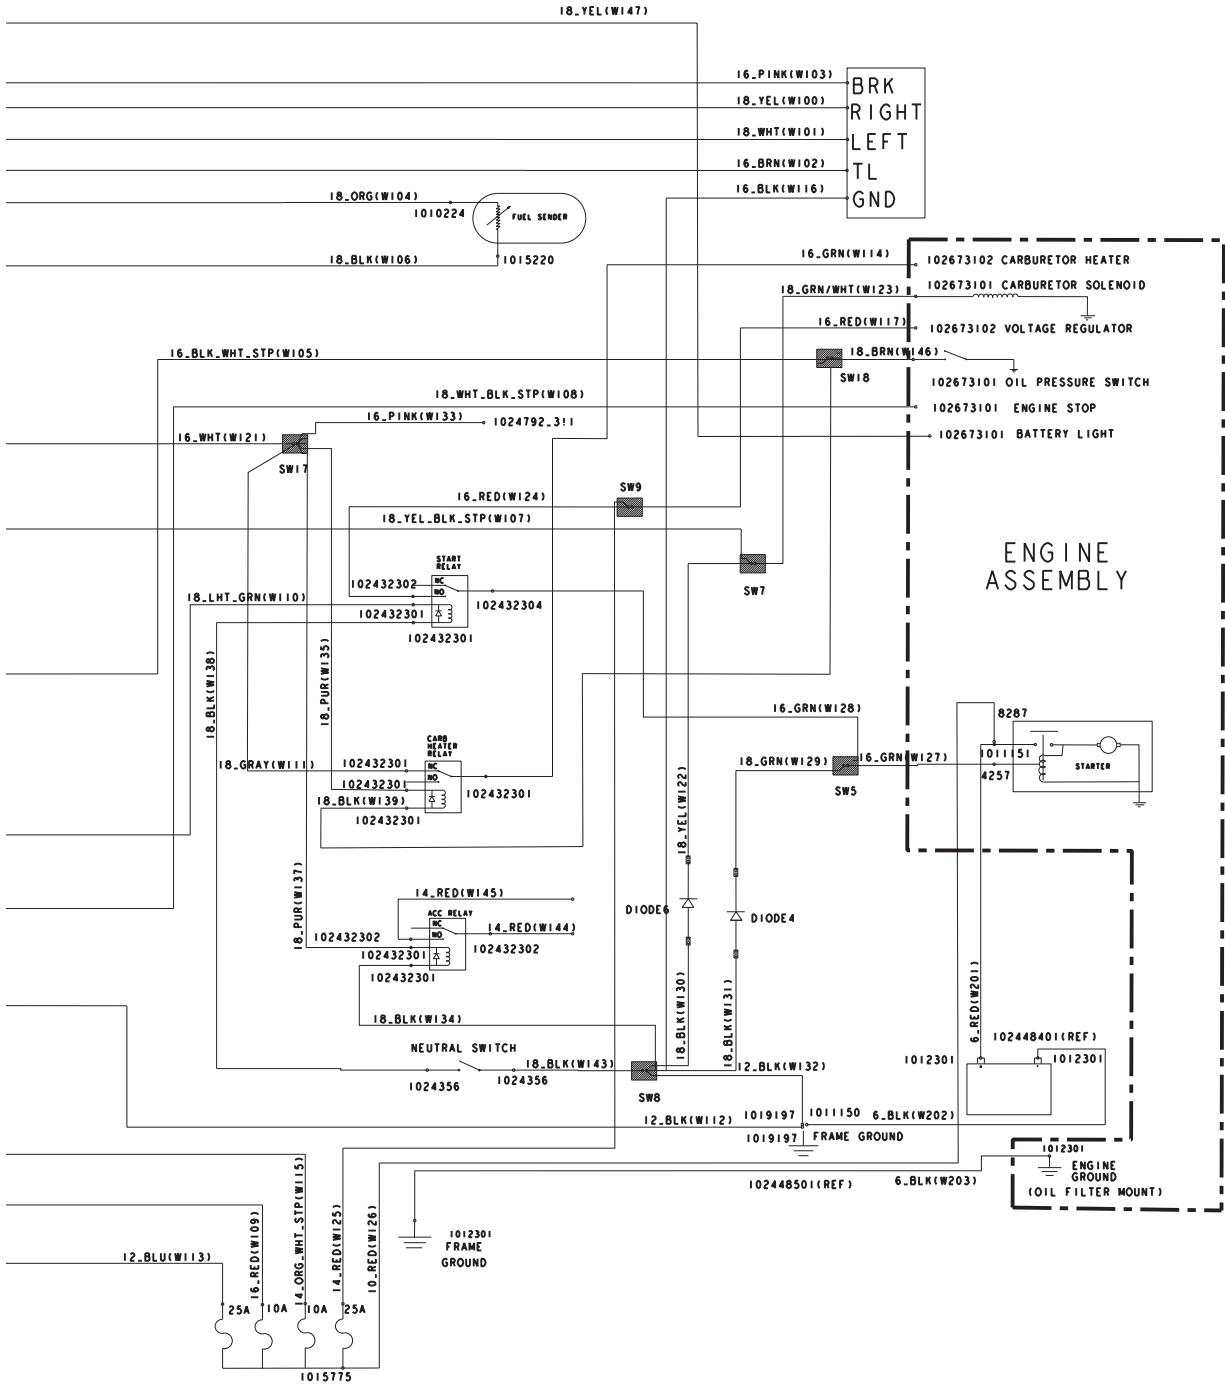 18_YEL(W147)
16_PINK(W103)
BRK
18_YEL(W100)
RIGHT
18_WHT(W101)
LEFT
16_BRN(W102)
TL
16_BLK(W116)
GND
18_ORG(W104)
1010224
FUEL SENDER
18_BLK(W106)
1015220
16_GRN(W114)
102673102 CARBURETOR HEATER
18_GRN/WHT(W123)
102673101 CARBURETOR SOLENOID
16_RED(W117)
102673102 VOLTAGE REGULATOR
16_BLK_WHT_STP(W105)
18_BRN(W146)
SW18
102673101 OIL PRESSURE SWITCH
18_WHT_BLK_STP(W108)
102673101 ENGINE STOP
16_PINK(W133)
1024792_3!1
16_WHT(W121)
102673101 BATTERY LIGHT
SW17
SW9
16_RED(W124)
18_YEL_BLK_STP(W107)
ENGINE
ASSEMBLY
START
RELAY
NC
NO
102432302
SW7
18_LHT_GRN(W110)
102432301
102432304
102432301
18_BLK(W138)
18_PUR(W135)
16_GRN(W128)
8287
CARB
HEATER
RELAY
NC
NO
18_GRAY(W111)
102432301
102432301
18_BLK(W139)
102432301
102432301
18_GRN(W129)
16_GRN(W127)
SW5
1011151
4257
STARTER
18_YEL(W122)
18_PUR(W137)
14_RED(W145)
ACC RELAY
NC
NO
14_RED(W144)
102432302
102432301
102432302
102432301
DIODE6
DIODE4
18_BLK(W130)
18_BLK(W131)
6_RED(W201)
18_BLK(W134)
NEUTRAL SWITCH
18_BLK(W143)
1024356
1024356
SW8
12_BLK(W132)
102448401(REF)
1012301
1012301
12_BLK(W112)
1019197
1011150
6_BLK(W202)
1019197
FRAME GROUND
1012301
ENGINE
GROUND
(OIL FILTER MOUNT)
102448501(REF)
6_BLK(W203)
1012301
FRAME
GROUND
12_BLU(W113)
16_RED(W109)
14_ORG_WHT_STP(W115)
14_RED(W125)
10_RED(W126)
25A
10A
10A
25A
1015775